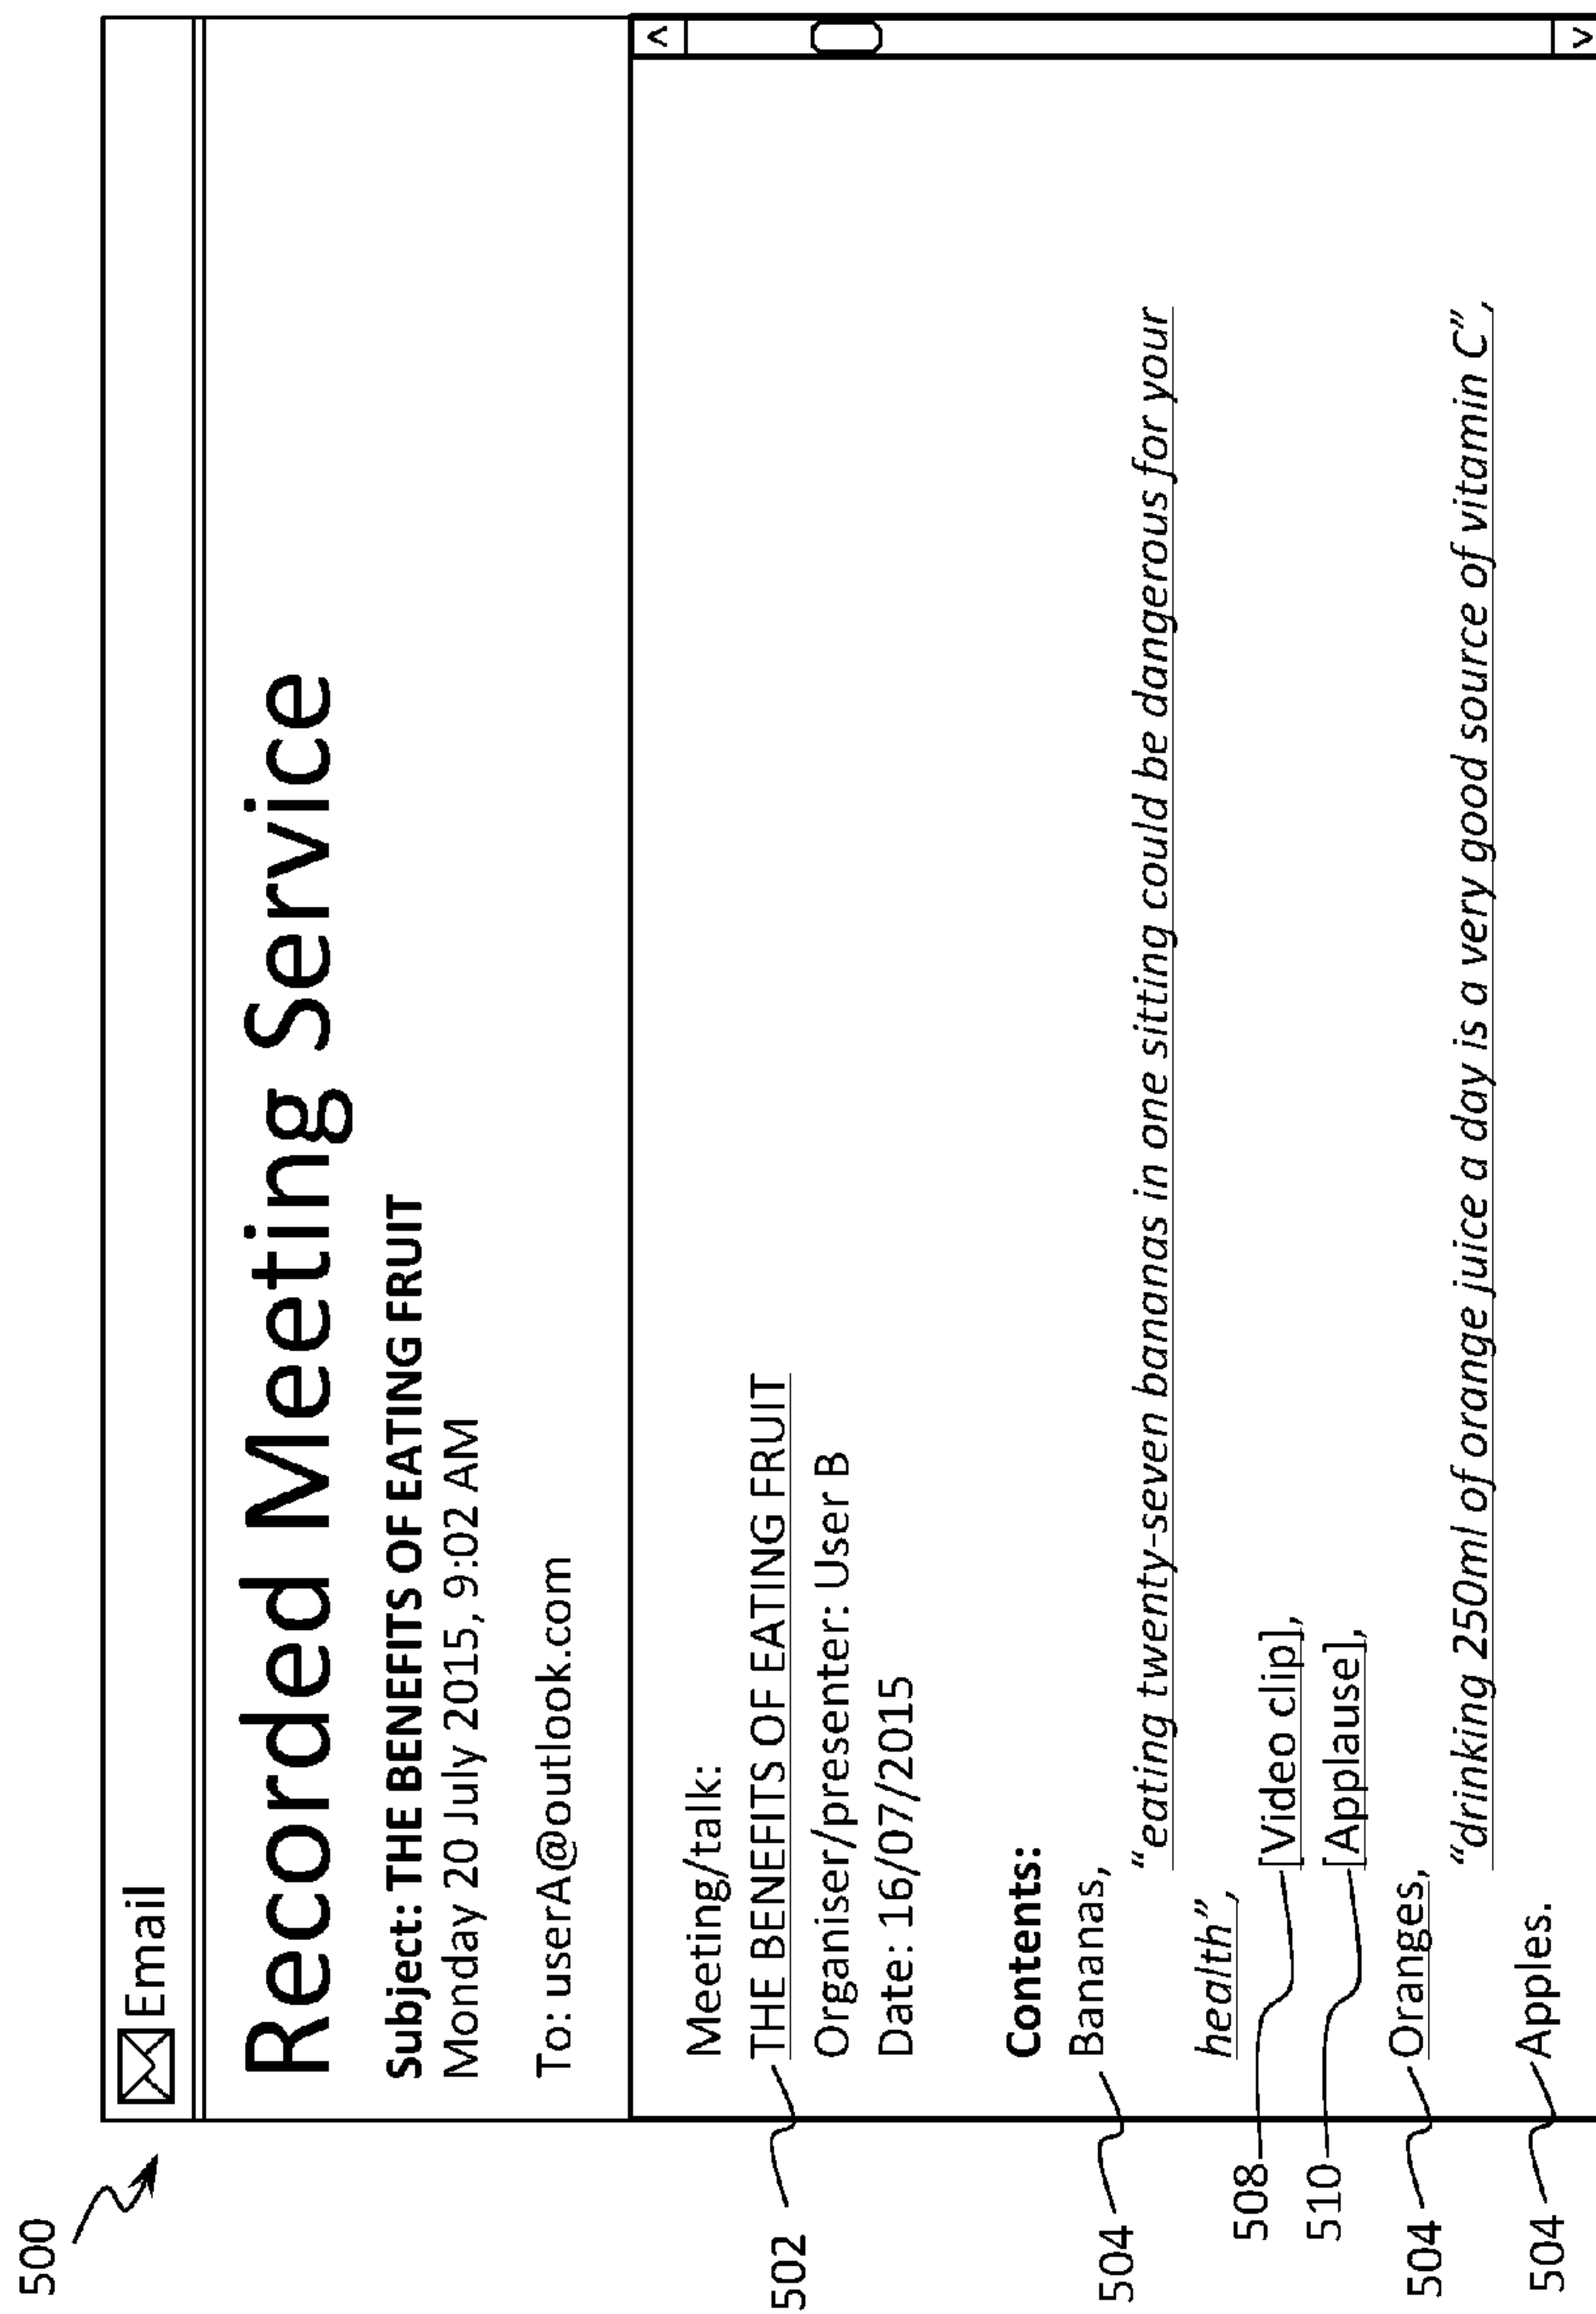 500
Email
Recorded Meeting Service
Subject: THE BENEFITS OF EATING FRUIT
Monday 20 July 2015, 9:02 AM
To: userA@outlook.com
Meeting/talk:
502 THE BENEFITS OF EATING FRUIT
Organiser/presenter: User B
Date: 16/07/2015
Contents:
504 Bananas,
“eating twenty-seven bananas in one sitting could be dangerous for your
health”,
508 [Video clip],
510 [Applause],
504 Oranges,
“drinking 250ml of orange juice a day is a very good source of vitamin C”,
504 Apples.